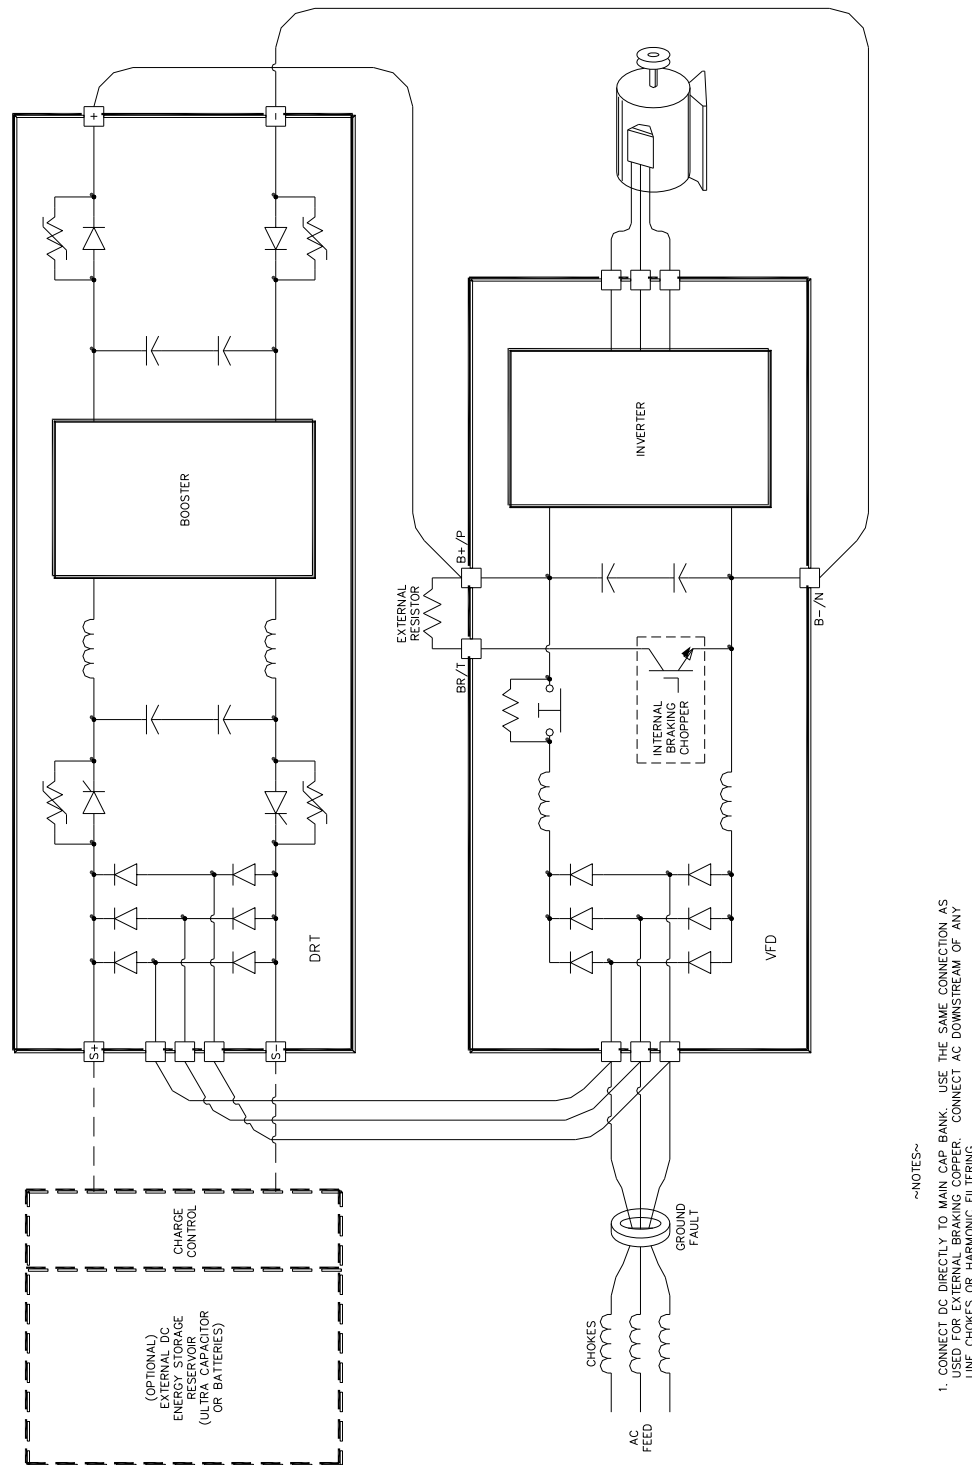 +
-
BOOSTER
INVERTER
B+/P
EXTERNAL
RESISTOR
BR/T
B-/N
INTERNAL
BRAKING
CHOPPER
DRT
VFD
S+
S-
CHARGE
CONTROL
(OPTIONAL)
EXTERNAL DC
ENERGY STORAGE
RESERVOIR
(ULTRA CAPACITOR
OR BATTERIES)
GROUND
FAULT
CHOKES
AC
FEED
~NOTES~
1. CONNECT DC DIRECTLY TO MAIN CAP BANK. USE THE SAME CONNECTION AS
USED FOR EXTERNAL BRAKING COPPER. CONNECT AC DOWNSTREAM OF ANY
LINE CHOKES OR HARMONIC FILTERING